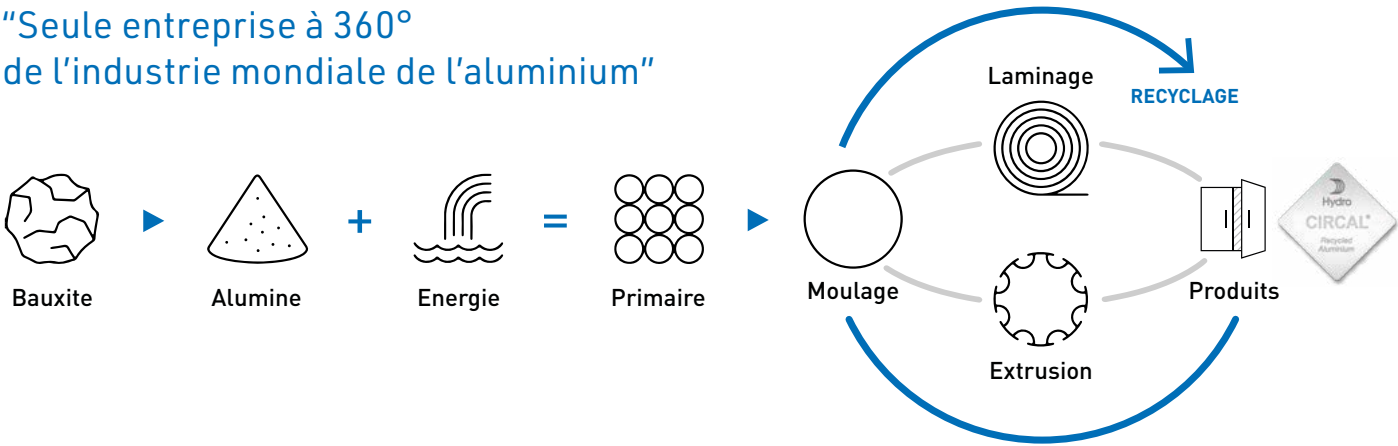 “Seule entreprise à 360°
de l’industrie mondiale de l’aluminium”
Laminage
RECYCLAGE
Hydro
CIRCAL®
Recycled
Aluminium
Bauxite
Alumine
Energie
Primaire
Moulage
Produits
Extrusion